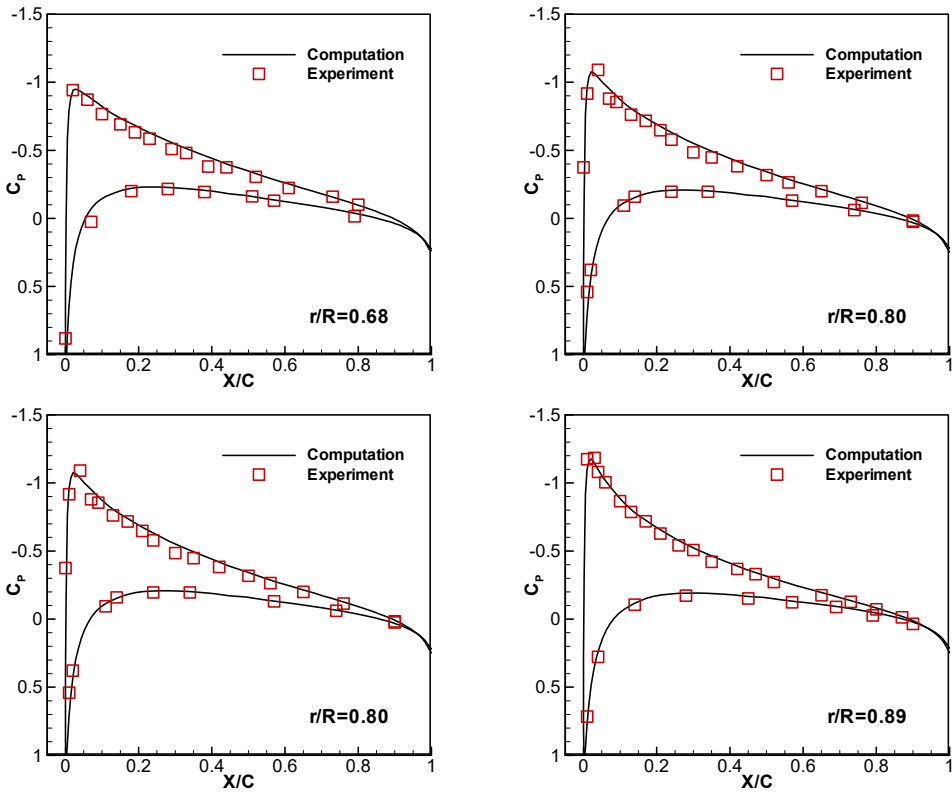 -1.5
-1
-0.5
0
0.5
1
C_P
Computation
Experiment
r/R=0.68
0 0.2 0.4 0.6 0.8 1
X/C
-1.5
-1
-0.5
0
0.5
1
C_P
Computation
Experiment
r/R=0.80
0 0.2 0.4 0.6 0.8 1
X/C
-1.5
-1
-0.5
0
0.5
1
C_P
Computation
Experiment
r/R=0.80
0 0.2 0.4 0.6 0.8 1
X/C
-1.5
-1
-0.5
0
0.5
1
C_P
Computation
Experiment
r/R=0.89
0 0.2 0.4 0.6 0.8 1
X/C